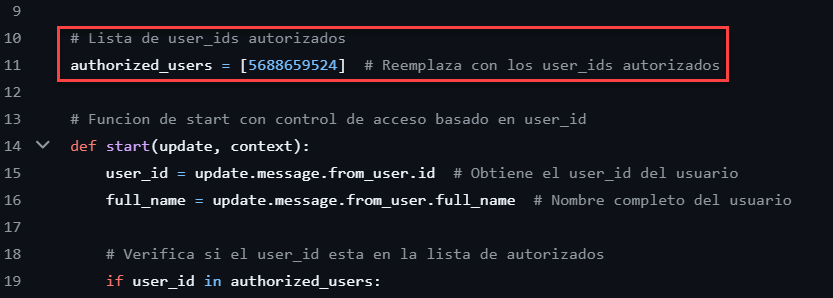 9
10 # Lista de user_ids autorizados
11 authorized_users = [5688659524]  # Reemplaza con los user_ids autorizados
12
13 # Funcion de start con control de acceso basado en user_id
14 def start(update, context):
15     user_id = update.message.from_user.id  # Obtiene el user_id del usuario
16     full_name = update.message.from_user.full_name  # Nombre completo del usuario
17
18     # Verifica si el user_id esta en la lista de autorizados
19     if user_id in authorized_users: